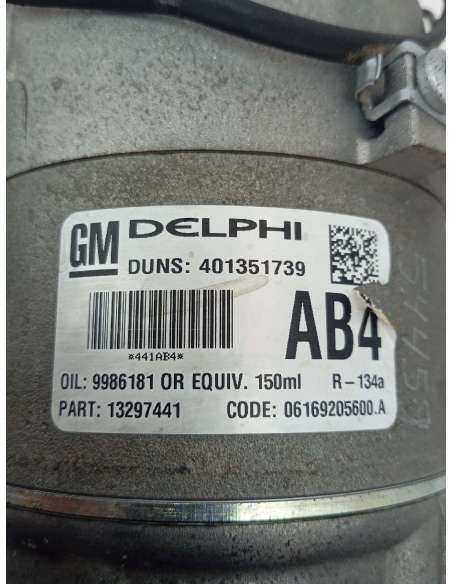 GM DELPHI
DUNS: 401351739
AB4
*441AB4*
OIL: 9986181 OR EQUIV. 150ml R-134a
PART: 13297441 CODE: 06169205600.A